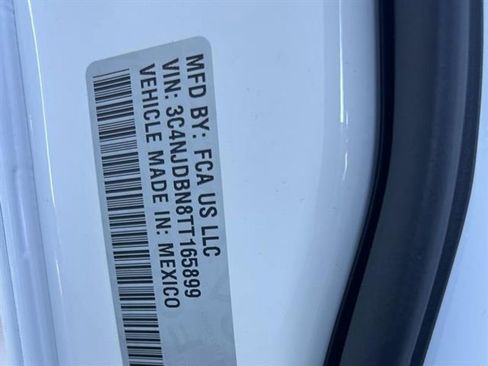 MFD BY: FCA US LLC
VIN: 3C4NJDBN8TT165899
VEHICLE MADE IN: MEXICO